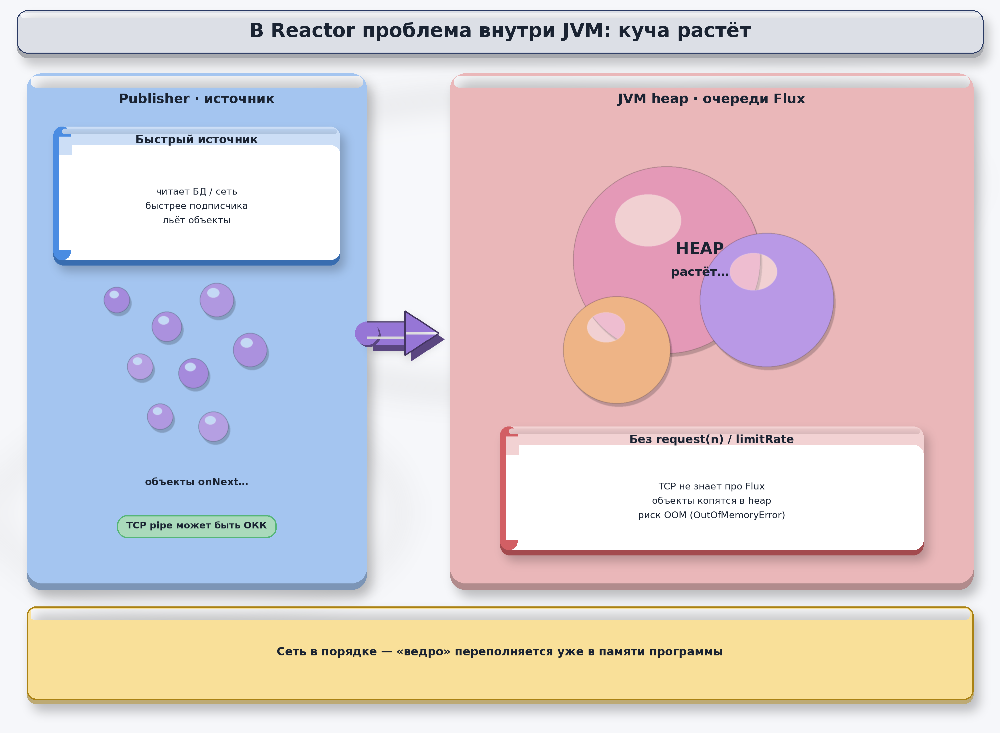 В Reactor проблема внутри JVM: куча растёт
Publisher · источник
Быстрый источник
читает БД / сеть
быстрее подписчика
льёт объекты
объекты onNext…
TCP pipe может быть ОКК
JVM heap · очереди Flux
HEAP
растёт…
Без request(n) / limitRate
TCP не знает про Flux
объекты копятся в heap
риск OOM (OutOfMemoryError)
Сеть в порядке — «ведро» переполняется уже в памяти программы